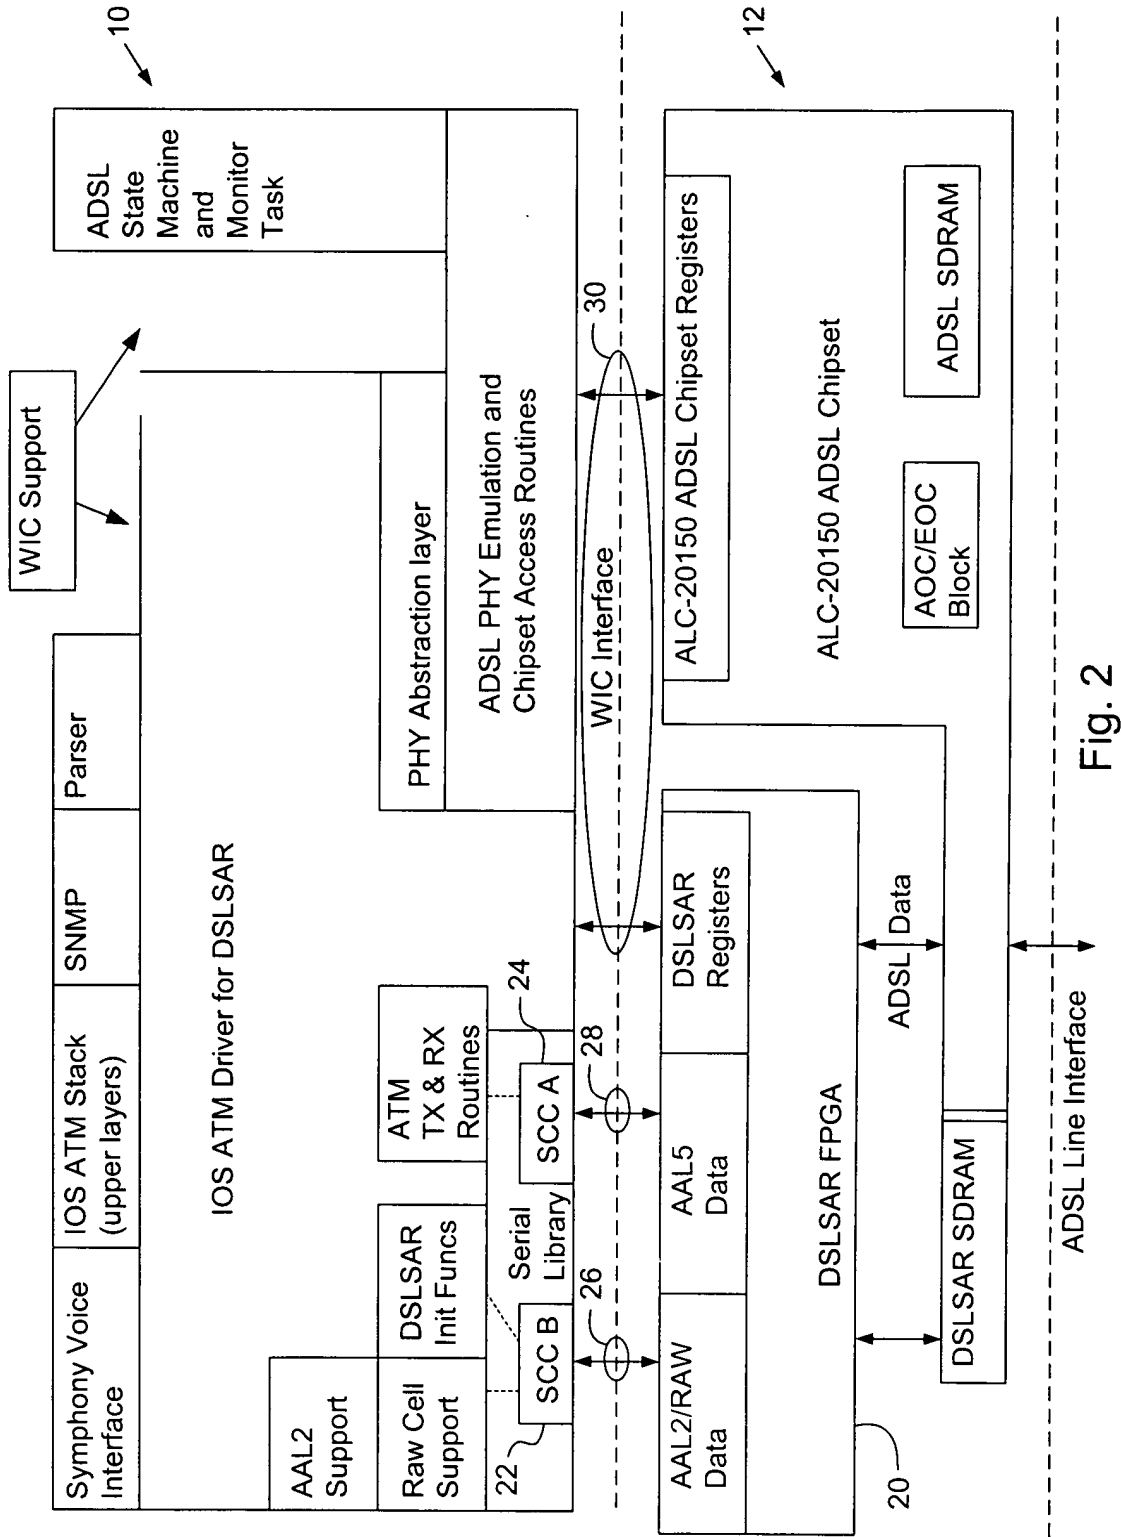 10
WIC Support
Symphony Voice
Interface
IOS ATM Stack
(upper layers)
SNMP
Parser
ADSL
State
Machine
and
Monitor
Task
IOS ATM Driver for DSLSAR
AAL2
Support
Raw Cell
Support
DSLSAR
Init Funcs
ATM
TX & RX
Routines
PHY Abstraction layer
ADSL PHY Emulation and
Chipset Access Routines
22
SCC B
Serial
Library
SCC A
24
26
28
WIC Interface
30
12
AAL2/RAW
Data
AAL5
Data
DSLSAR
Registers
ALC-20150 ADSL Chipset Registers
DSLSAR FPGA
ALC-20150 ADSL Chipset
20
ADSL Data
AOC/EOC
Block
ADSL SDRAM
DSLSAR SDRAM
ADSL Line Interface
Fig. 2